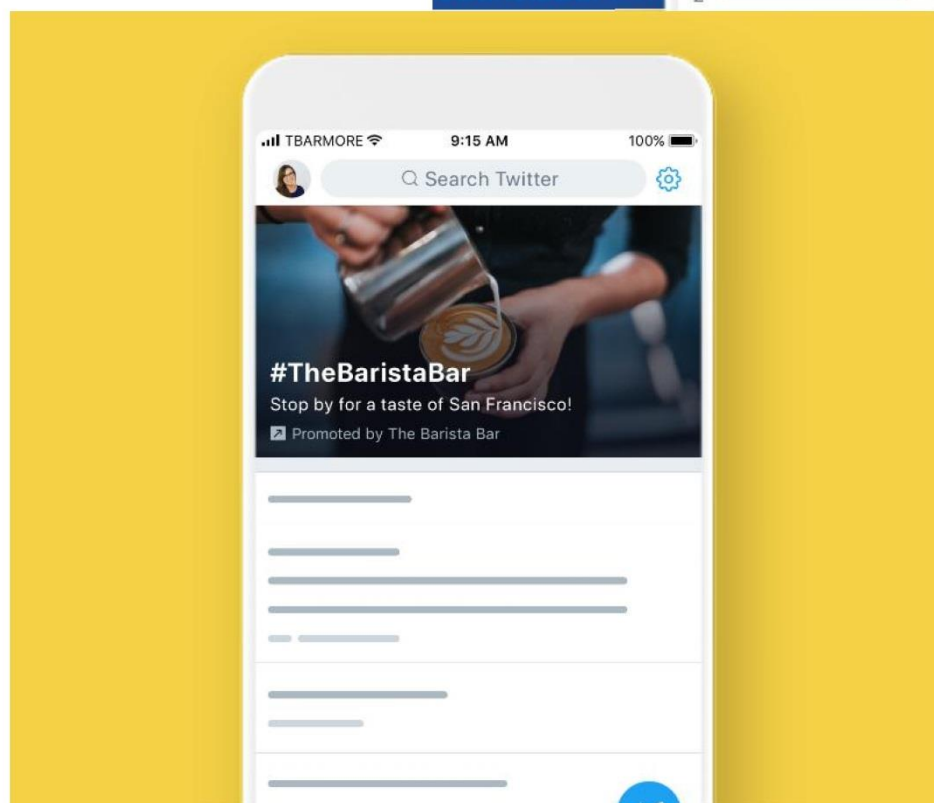 TBARMORE 9:15 AM 100%
Search Twitter
#TheBaristaBar
Stop by for a taste of San Francisco!
Promoted by The Barista Bar